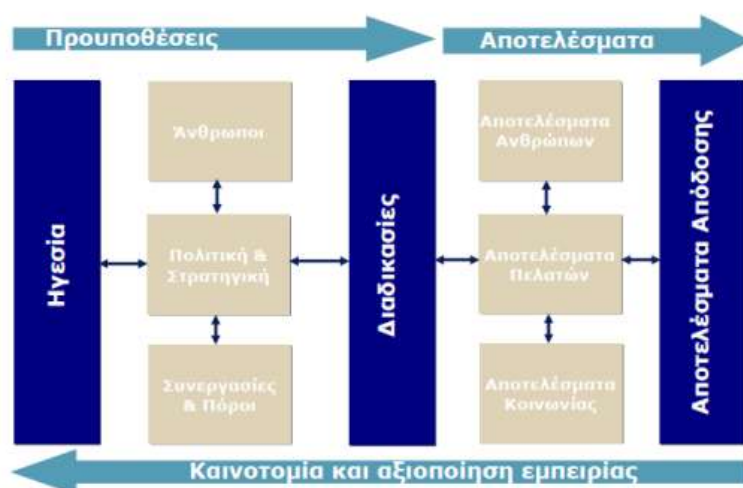 Προυποθέσεις
Αποτελέσματα
Ηγεσία
Άνθρωποι
Πολιτική &
Στρατηγική
Συνεργασίες
& Πόροι
Διαδικασίες
Αποτελέσματα
Ανθρώπων
Αποτελέσματα
Πελατών
Αποτελέσματα
Κοινωνίας
Αποτελέσματα Απόδοσης
Καινοτομία και αξιοποίηση εμπειρίας